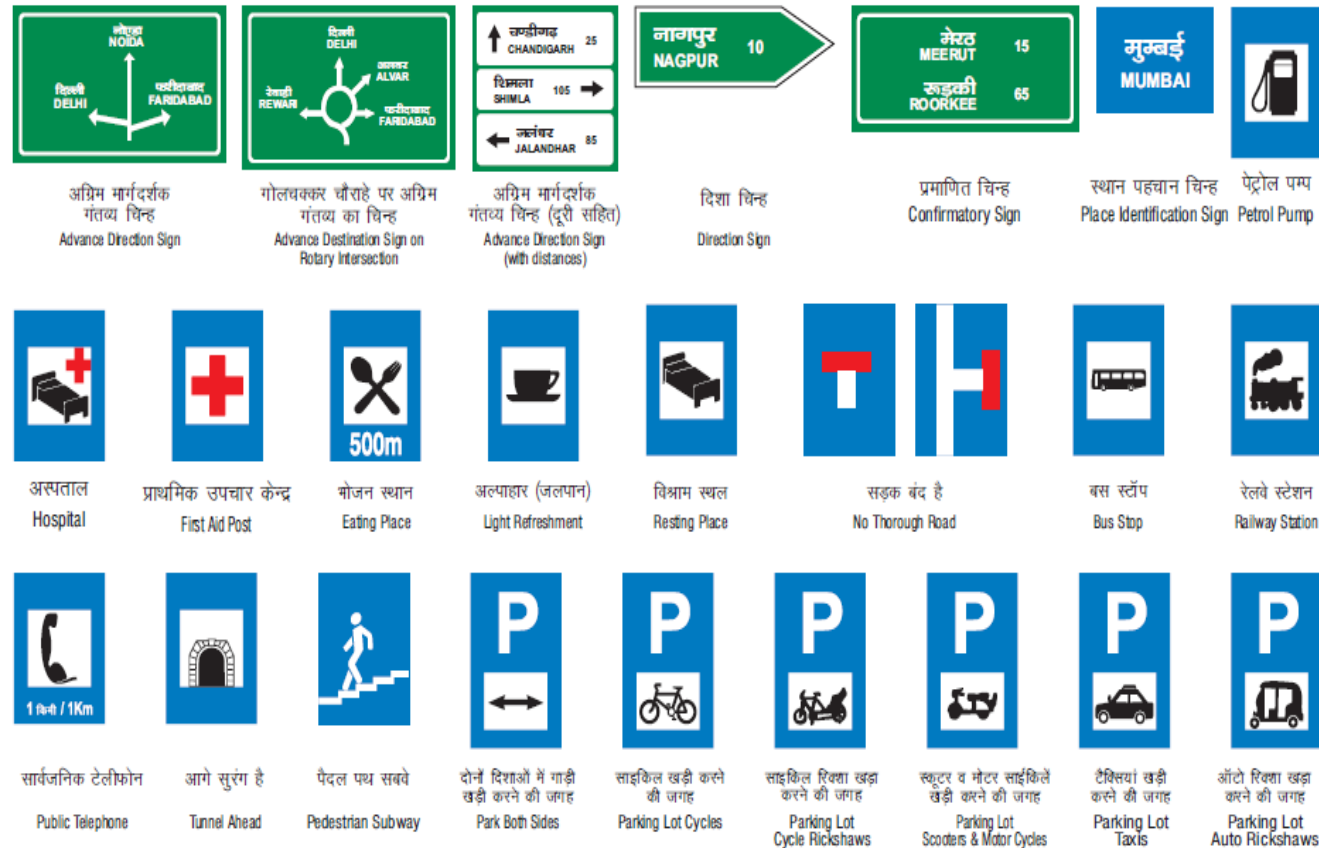 नोएडा
NOIDA
दिल्ली
DELHI
फरीदाबाद
FARIDABAD
दिल्ली
DELHI
अलवर
ALVAR
रेवाड़ी
REWARI
फरीदाबाद
FARIDABAD
चण्डीगढ़
CHANDIGARH 25
शिमला
SHIMLA 105
जलंधर
JALANDHAR 85
नागपुर
NAGPUR 10
मेरठ
MEERUT 15
रूड़की
ROORKEE 65
मुम्बई
MUMBAI
अग्रिम मार्गदर्शक
गंतव्य चिन्ह
Advance Direction Sign
गोलचक्कर चौराहे पर अग्रिम
गंतव्य का चिन्ह
Advance Destination Sign on
Rotary Intersection
अग्रिम मार्गदर्शक
गंतव्य चिन्ह (दूरी सहित)
Advance Direction Sign
(with distances)
दिशा चिन्ह
Direction Sign
प्रमाणित चिन्ह
Confirmatory Sign
स्थान पहचान चिन्ह
Place Identification Sign
पेट्रोल पम्प
Petrol Pump
500m
अस्पताल
Hospital
प्राथमिक उपचार केन्द्र
First Aid Post
भोजन स्थान
Eating Place
अल्पाहार (जलपान)
Light Refreshment
विश्राम स्थल
Resting Place
सड़क बंद है
No Thorough Road
बस स्टॉप
Bus Stop
रेलवे स्टेशन
Railway Station
1 किमी / 1Km
P
P
P
P
P
P
सार्वजनिक टेलीफोन
Public Telephone
आगे सुरंग है
Tunnel Ahead
पैदल पथ सबवे
Pedestrian Subway
दोनों दिशाओं में गाड़ी
खड़ी करने की जगह
Park Both Sides
साइकिल खड़ी करने
की जगह
Parking Lot Cycles
साइकिल रिक्शा खड़ा
करने की जगह
Parking Lot
Cycle Rickshaws
स्कूटर व मोटर साईकिलें
खड़ी करने की जगह
Parking Lot
Scooters & Motor Cycles
टैक्सियां खड़ी
करने की जगह
Parking Lot
Taxis
ऑटो रिक्शा खड़ा
करने की जगह
Parking Lot
Auto Rickshaws